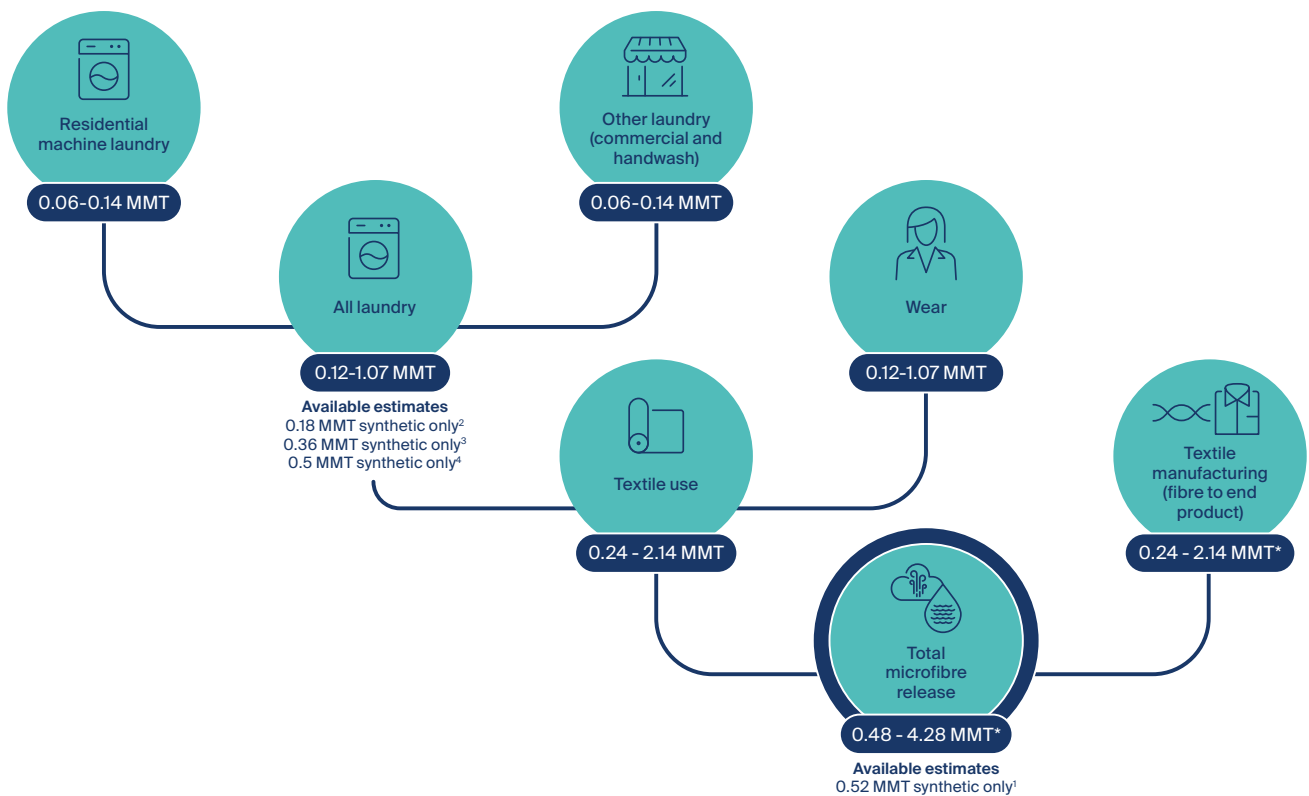 Residential
machine laundry
0.06-0.14 MMT
Other laundry
(commercial and
handwash)
0.06-0.14 MMT
All laundry
0.12-1.07 MMT
Available estimates
0.18 MMT synthetic only²
0.36 MMT synthetic only³
0.5 MMT synthetic only⁴
Wear
0.12-1.07 MMT
Textile use
0.24 - 2.14 MMT
Textile
manufacturing
(fibre to end
product)
0.24 - 2.14 MMT*
Total
microfibre
release
0.48 - 4.28 MMT*
Available estimates
0.52 MMT synthetic only¹